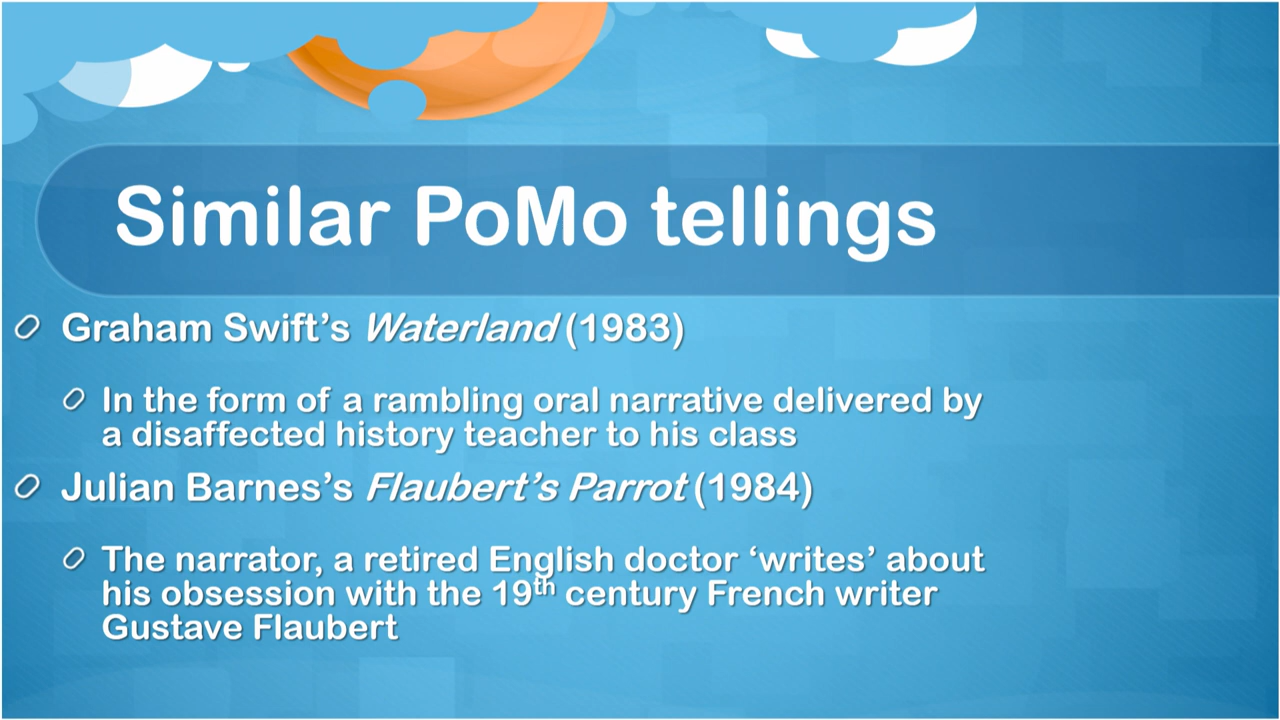 Similar PoMo tellings
Graham Swift’s Waterland (1983)
In the form of a rambling oral narrative delivered by
a disaffected history teacher to his class
Julian Barnes’s Flaubert’s Parrot (1984)
The narrator, a retired English doctor ‘writes’ about
his obsession with the 19th century French writer
Gustave Flaubert